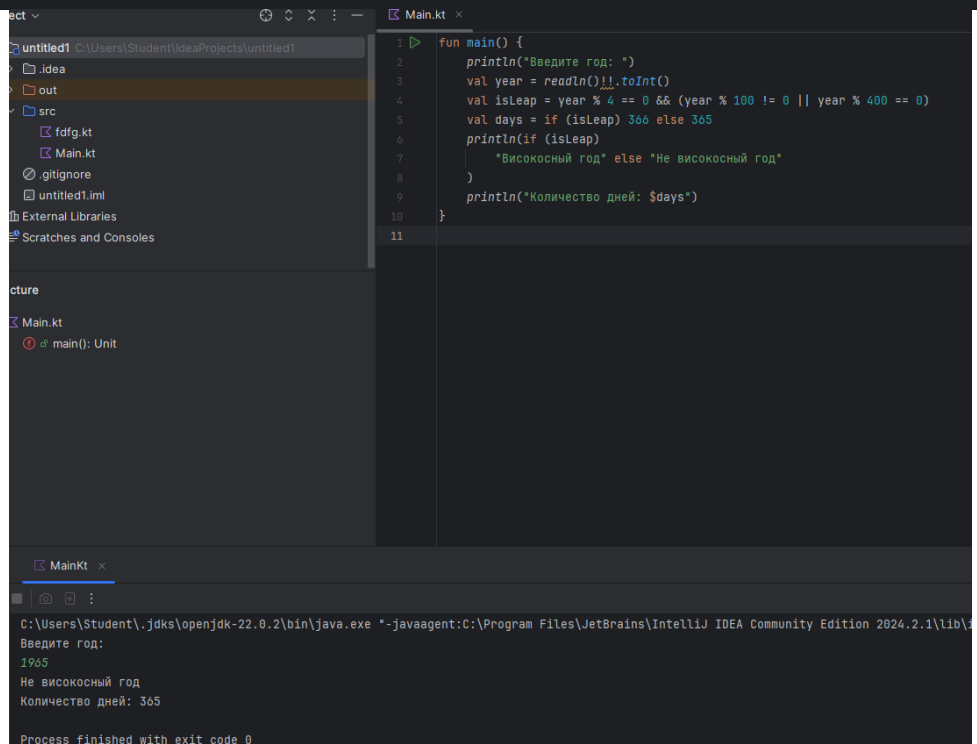 ect
Main.kt
untitled1 C:\Users\Student\IdeaProjects\untitled1
.idea
out
src
fdfg.kt
Main.kt
.gitignore
untitled1.iml
External Libraries
Scratches and Consoles
1 fun main() {
2 println("Введите год: ")
3 val year = readln()!!.toInt()
4 val isLeap = year % 4 == 0 && (year % 100 != 0 || year % 400 == 0)
5 val days = if (isLeap) 366 else 365
6 println(if (isLeap)
7 "Високосный год" else "Не високосный год"
8 )
9 println("Количество дней: $days")
10 }
11
cture
Main.kt
f main(): Unit
MainKt
C:\Users\Student\.jdks\openjdk-22.0.2\bin\java.exe "-javaagent:C:\Program Files\JetBrains\IntelliJ IDEA Community Edition 2024.2.1\lib\i
Введите год:
1965
Не високосный год
Количество дней: 365
Process finished with exit code 0